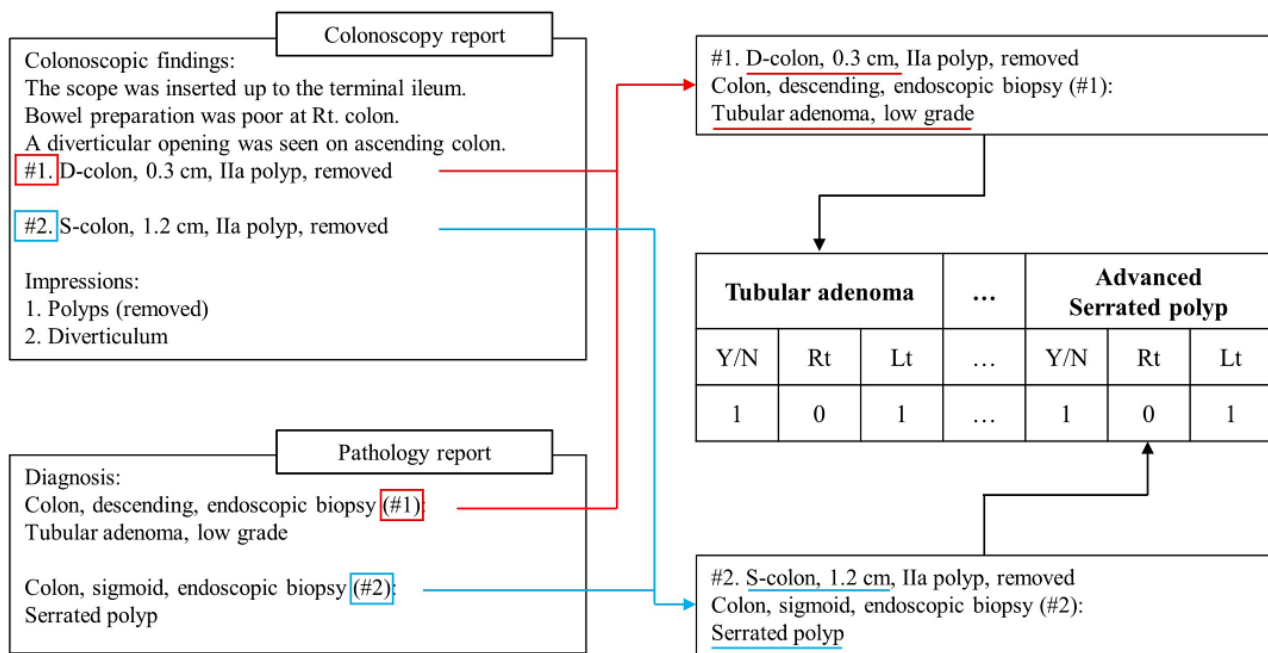 Colonoscopy report
Colonoscopic findings:
The scope was inserted up to the terminal ileum.
Bowel preparation was poor at Rt. colon.
A diverticular opening was seen on ascending colon.
#1. D-colon, 0.3 cm, IIa polyp, removed
#2. S-colon, 1.2 cm, IIa polyp, removed
Impressions:
1. Polyps (removed)
2. Diverticulum
Pathology report
Diagnosis:
Colon, descending, endoscopic biopsy (#1):
Tubular adenoma, low grade
Colon, sigmoid, endoscopic biopsy (#2):
Serrated polyp
#1. D-colon, 0.3 cm, IIa polyp, removed
Colon, descending, endoscopic biopsy (#1):
Tubular adenoma, low grade
Tubular adenoma ... Advanced
Serrated polyp
Y/N Rt Lt ... Y/N Rt Lt
1 0 1 ... 1 0 1
#2. S-colon, 1.2 cm, IIa polyp, removed
Colon, sigmoid, endoscopic biopsy (#2):
Serrated polyp